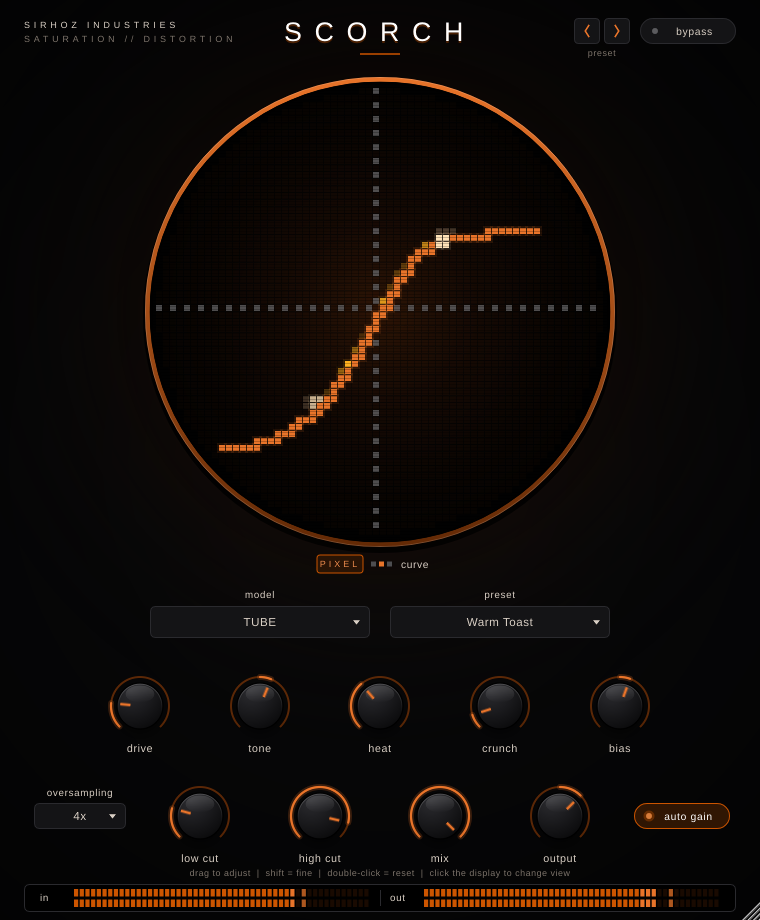 SIRHOZ INDUSTRIES
SATURATION // DISTORTION
SCORCH
bypass
preset
PIXEL curve
model preset
TUBE Warm Toast
drive tone heat crunch bias
oversampling
4x
auto gain
low cut high cut mix output
drag to adjust | shift = fine | double-click = reset | click the display to change view
in out